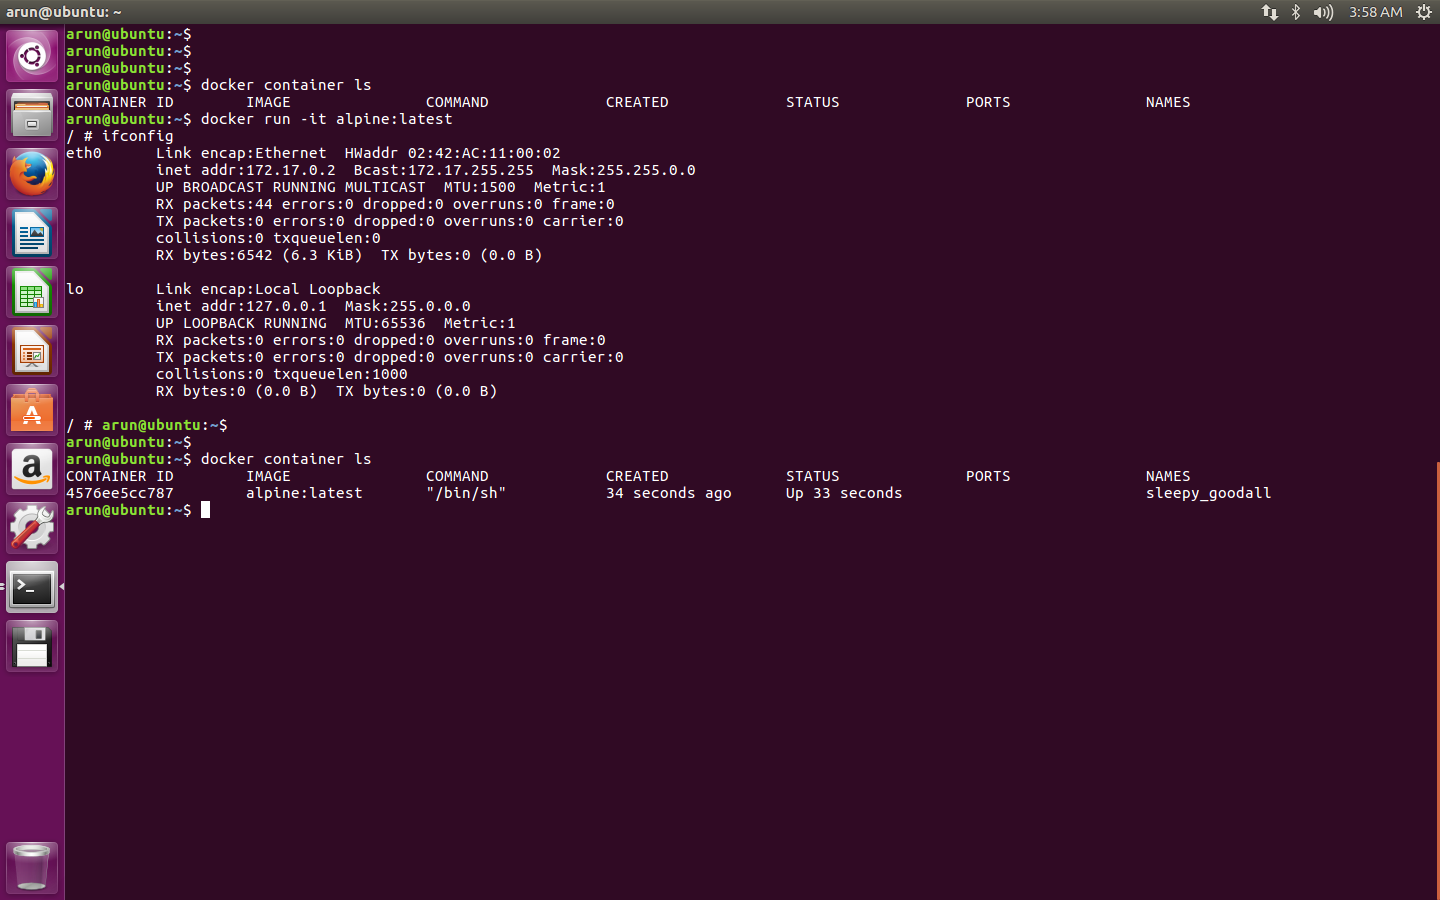 arun@ubuntu: ~
3:58 AM
arun@ubuntu:~$
arun@ubuntu:~$
arun@ubuntu:~$
arun@ubuntu:~$ docker container ls
CONTAINER ID        IMAGE               COMMAND             CREATED             STATUS              PORTS               NAMES
arun@ubuntu:~$ docker run -it alpine:latest
/ # ifconfig
eth0      Link encap:Ethernet  HWaddr 02:42:AC:11:00:02
          inet addr:172.17.0.2  Bcast:172.17.255.255  Mask:255.255.0.0
          UP BROADCAST RUNNING MULTICAST  MTU:1500  Metric:1
          RX packets:44 errors:0 dropped:0 overruns:0 frame:0
          TX packets:0 errors:0 dropped:0 overruns:0 carrier:0
          collisions:0 txqueuelen:0
          RX bytes:6542 (6.3 KiB)  TX bytes:0 (0.0 B)

lo        Link encap:Local Loopback
          inet addr:127.0.0.1  Mask:255.0.0.0
          UP LOOPBACK RUNNING  MTU:65536  Metric:1
          RX packets:0 errors:0 dropped:0 overruns:0 frame:0
          TX packets:0 errors:0 dropped:0 overruns:0 carrier:0
          collisions:0 txqueuelen:1000
          RX bytes:0 (0.0 B)  TX bytes:0 (0.0 B)

/ # arun@ubuntu:~$
arun@ubuntu:~$
arun@ubuntu:~$ docker container ls
CONTAINER ID        IMAGE               COMMAND             CREATED             STATUS              PORTS               NAMES
4576ee5cc787        alpine:latest       "/bin/sh"           34 seconds ago      Up 33 seconds                           sleepy_goodall
arun@ubuntu:~$